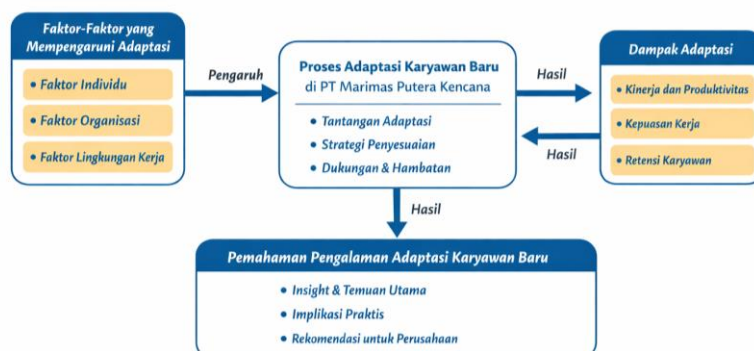 Faktor-Faktor yang
Mempengaruni Adaptasi
• Faktor Individu
• Faktor Organisasi
• Faktor Lingkungan Kerja
Pengaruh
Proses Adaptasi Karyawan Baru
di PT Marimas Putera Kencana
• Tantangan Adaptasi
• Strategi Penyesuaian
• Dukungan & Hambatan
Hasil
Hasil
Dampak Adaptasi
• Kinerja dan Produktivitas
• Kepuasan Kerja
• Retensi Karyawan
Hasil
Pemahaman Pengalaman Adaptasi Karyawan Baru
• Insight & Temuan Utama
• Implikasi Praktis
• Rekomendasi untuk Perusahaan